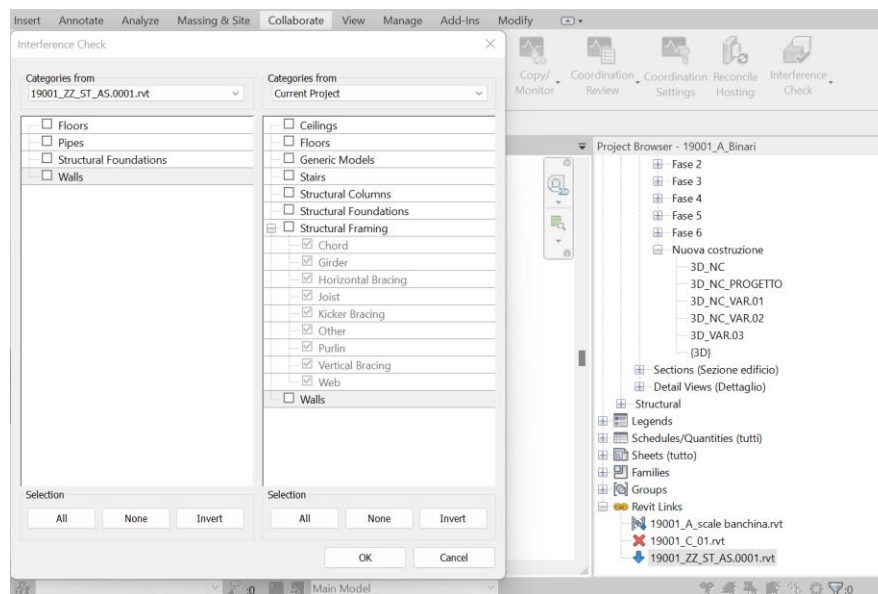 Insert Annotate Analyze Massing & Site Collaborate View Manage Add-Ins Modify
Interference Check
Categories from
19001_ZZ_ST_AS.0001.rvt
Floors
Pipes
Structural Foundations
Walls
Selection
All None Invert
Categories from
Current Project
Ceilings
Floors
Generic Models
Stairs
Structural Columns
Structural Foundations
Structural Framing
Chord
Girder
Horizontal Bracing
Joist
Kicker Bracing
Other
Purlin
Vertical Bracing
Web
Walls
Selection
All None Invert
OK Cancel
Copy/ Monitor
Coordination Review
Coordination Settings
Reconcile Hosting
Interference Check
Project Browser - 19001_A_Binari
Fase 2
Fase 3
Fase 4
Fase 5
Fase 6
Nuova costruzione
3D_NC
3D_NC_PROGETTO
3D_NC_VAR.01
3D_NC_VAR.02
3D_VAR.03
{3D}
Sections (Sezione edificio)
Detail Views (Dettaglio)
Structural
Legends
Schedules/Quantities (tutti)
Sheets (tutto)
Families
Groups
Revit Links
19001_A_scale banchina.rvt
19001_C_01.rvt
19001_ZZ_ST_AS.0001.rvt
:0
Main Model
:0